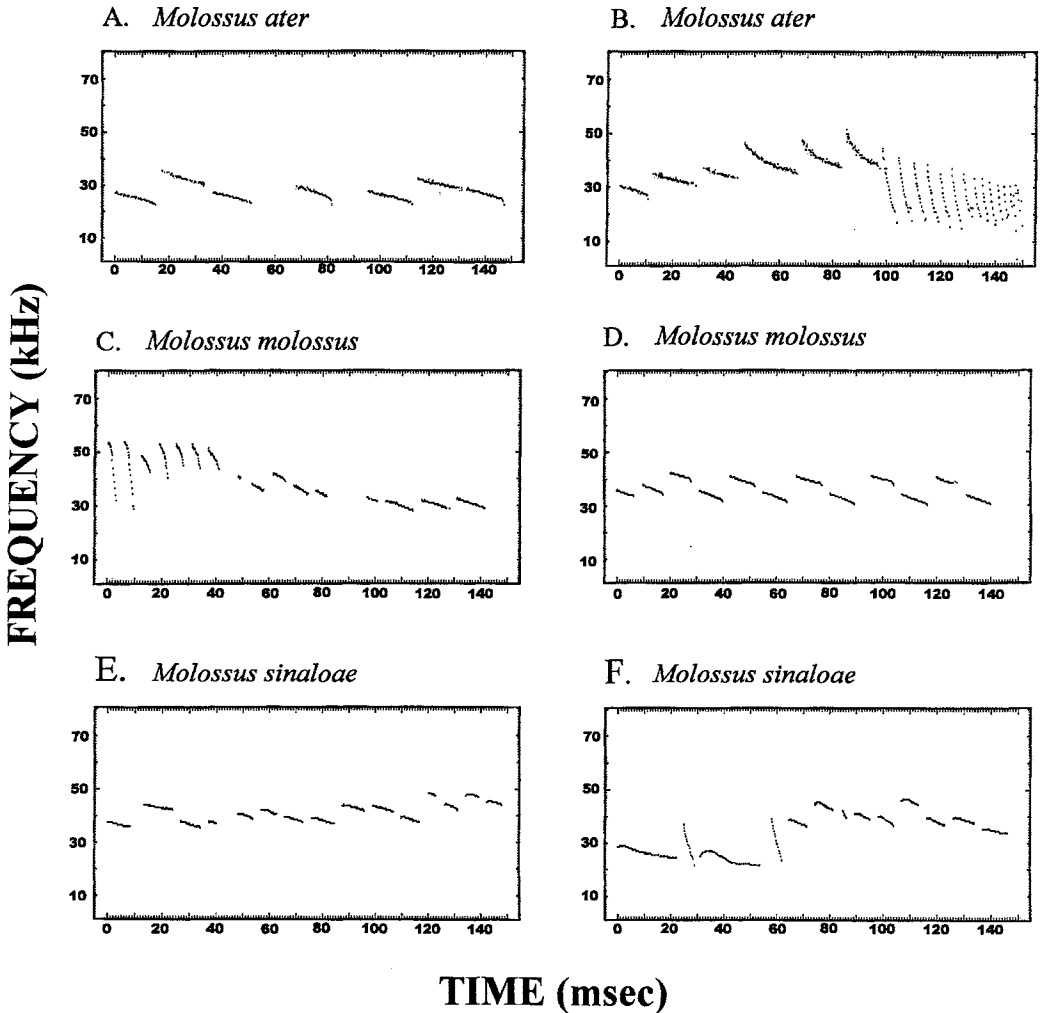 A. Molossus ater
B. Molossus ater
70
50
30
10
0 20 40 60 80 100 120 140
70
50
30
10
0 20 40 60 80 100 120 140
C. Molossus molossus
D. Molossus molossus
70
50
30
10
0 20 40 60 80 100 120 140
70
50
30
10
0 20 40 60 80 100 120 140
E. Molossus sinaloae
F. Molossus sinaloae
70
50
30
10
0 20 40 60 80 100 120 140
70
50
30
10
0 20 40 60 80 100 120 140
FREQUENCY (kHz)
TIME (msec)